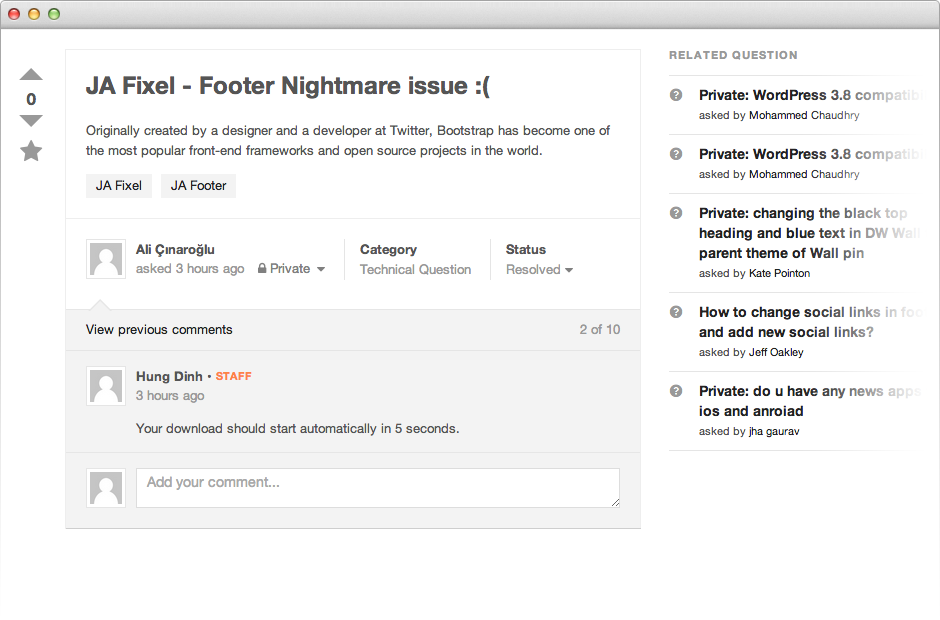 0
JA Fixel - Footer Nightmare issue :(
Originally created by a designer and a developer at Twitter, Bootstrap has become one of
the most popular front-end frameworks and open source projects in the world.
JA Fixel JA Footer
Ali Çınaroğlu
asked 3 hours ago Private
Category
Technical Question
Status
Resolved
View previous comments 2 of 10
Hung Dinh • STAFF
3 hours ago
Your download should start automatically in 5 seconds.
Add your comment...
RELATED QUESTION
Private: WordPress 3.8 compatib
asked by Mohammed Chaudhry
Private: WordPress 3.8 compatib
asked by Mohammed Chaudhry
Private: changing the black top
heading and blue text in DW Wall
parent theme of Wall pin
asked by Kate Pointon
How to change social links in foo
and add new social links?
asked by Jeff Oakley
Private: do u have any news apps
ios and anroiad
asked by jha gaurav